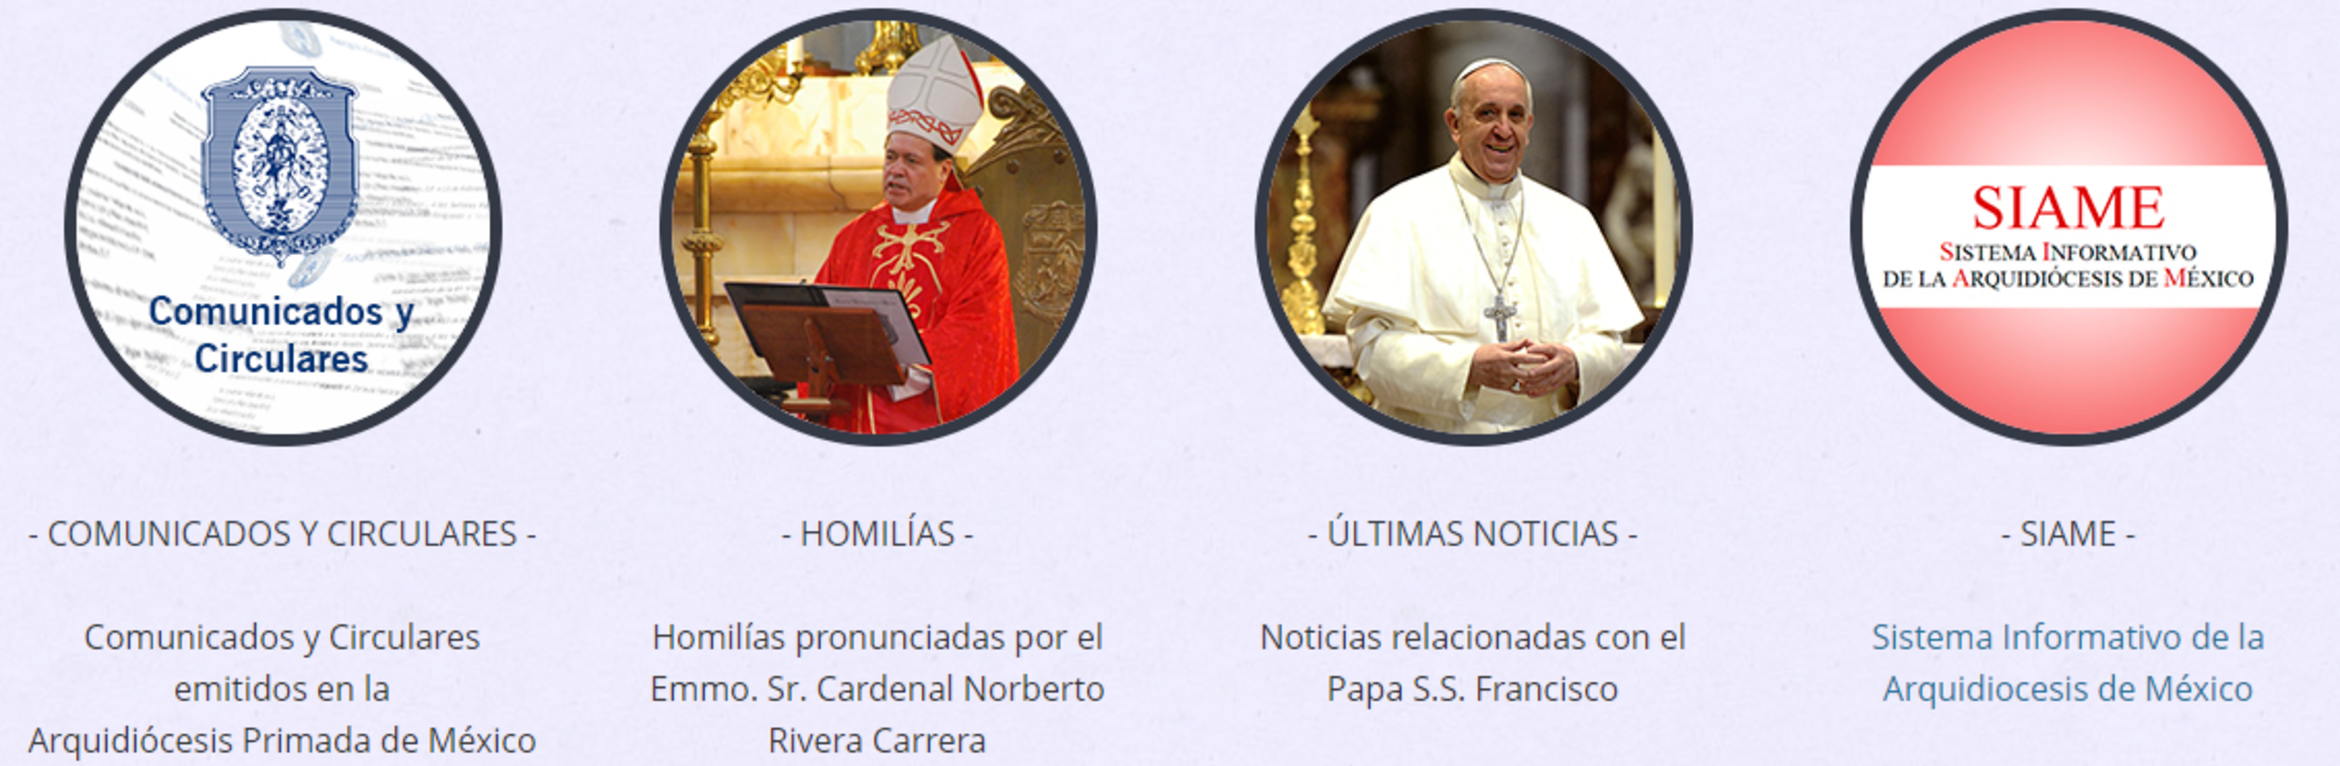 Comunicados y
Circulares
SIAME
SISTEMA INFORMATIVO
DE LA ARQUIDIÓCESIS DE MÉXICO
- COMUNICADOS Y CIRCULARES -
- HOMILÍAS -
- ÚLTIMAS NOTICIAS -
- SIAME -
Comunicados y Circulares
emitidos en la
Arquidiócesis Primada de México
Homilías pronunciadas por el
Emmo. Sr. Cardenal Norberto
Rivera Carrera
Noticias relacionadas con el
Papa S.S. Francisco
Sistema Informativo de la
Arquidiocesis de México